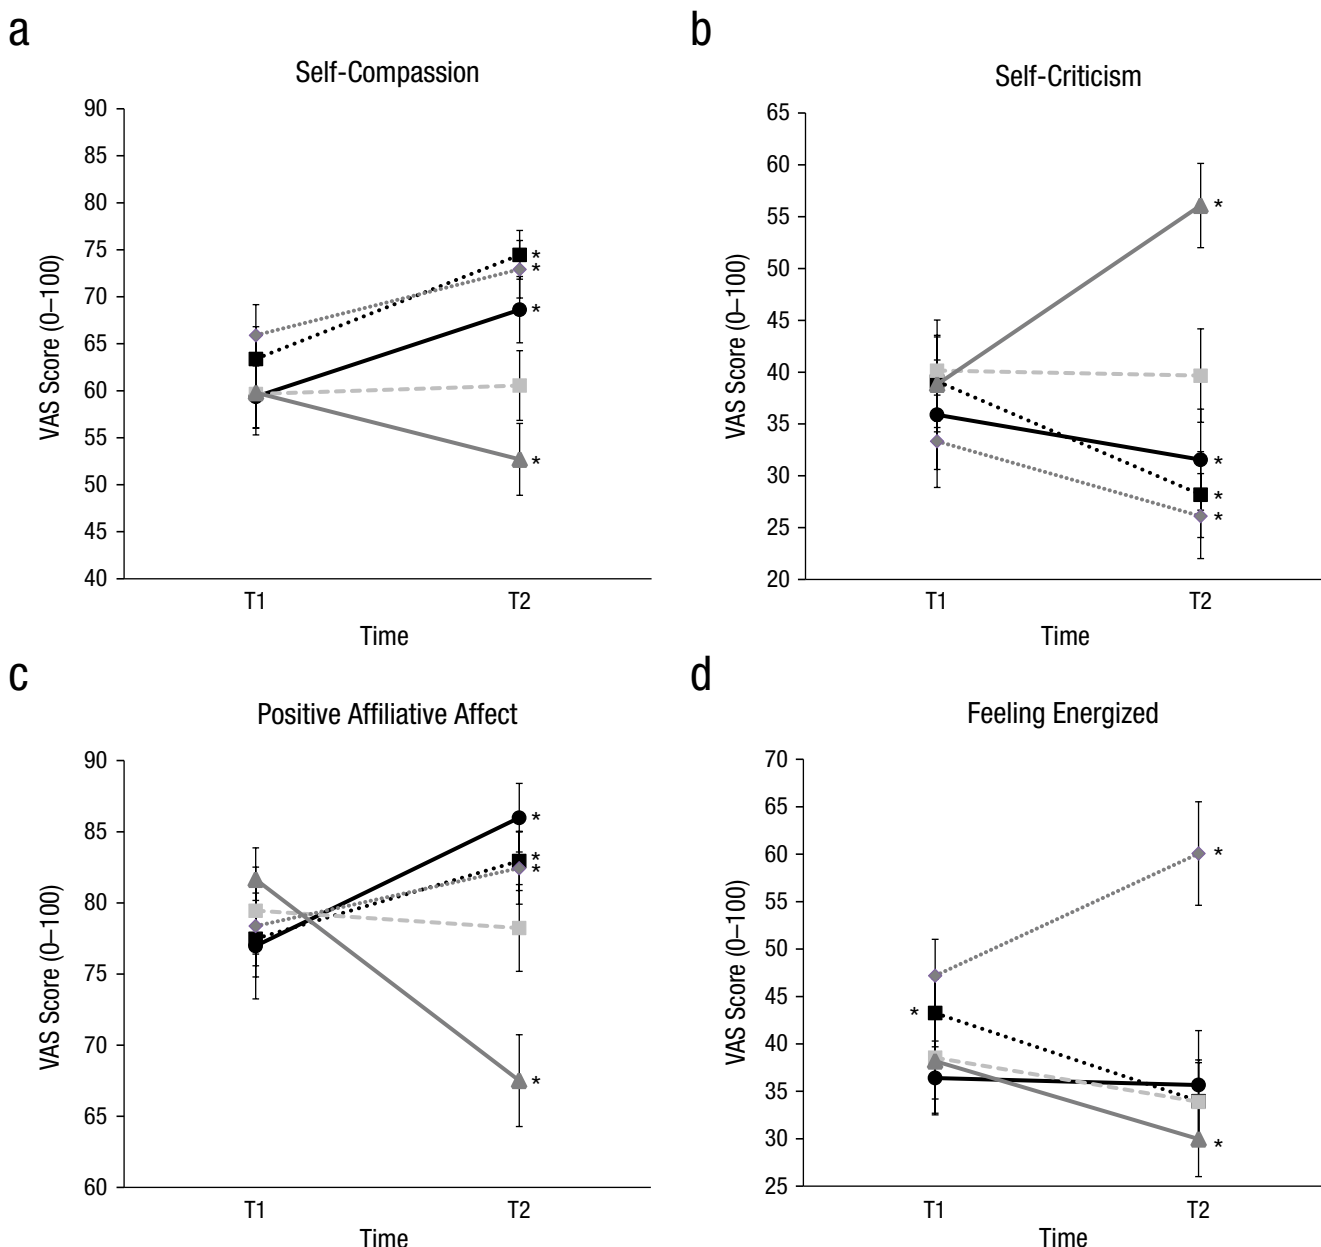 a
Self-Compassion
90
85
80
75
70
65
60
55
50
45
40
VAS Score (0–100)
*
*
*
*
T1
T2
Time
b
Self-Criticism
65
60
55
50
45
40
35
30
25
20
VAS Score (0–100)
*
*
*
*
T1
T2
Time
c
Positive Affiliative Affect
90
85
80
75
70
65
60
VAS Score (0–100)
*
*
*
*
T1
T2
Time
d
Feeling Energized
70
65
60
55
50
45
40
35
30
25
VAS Score (0–100)
*
*
*
T1
T2
Time